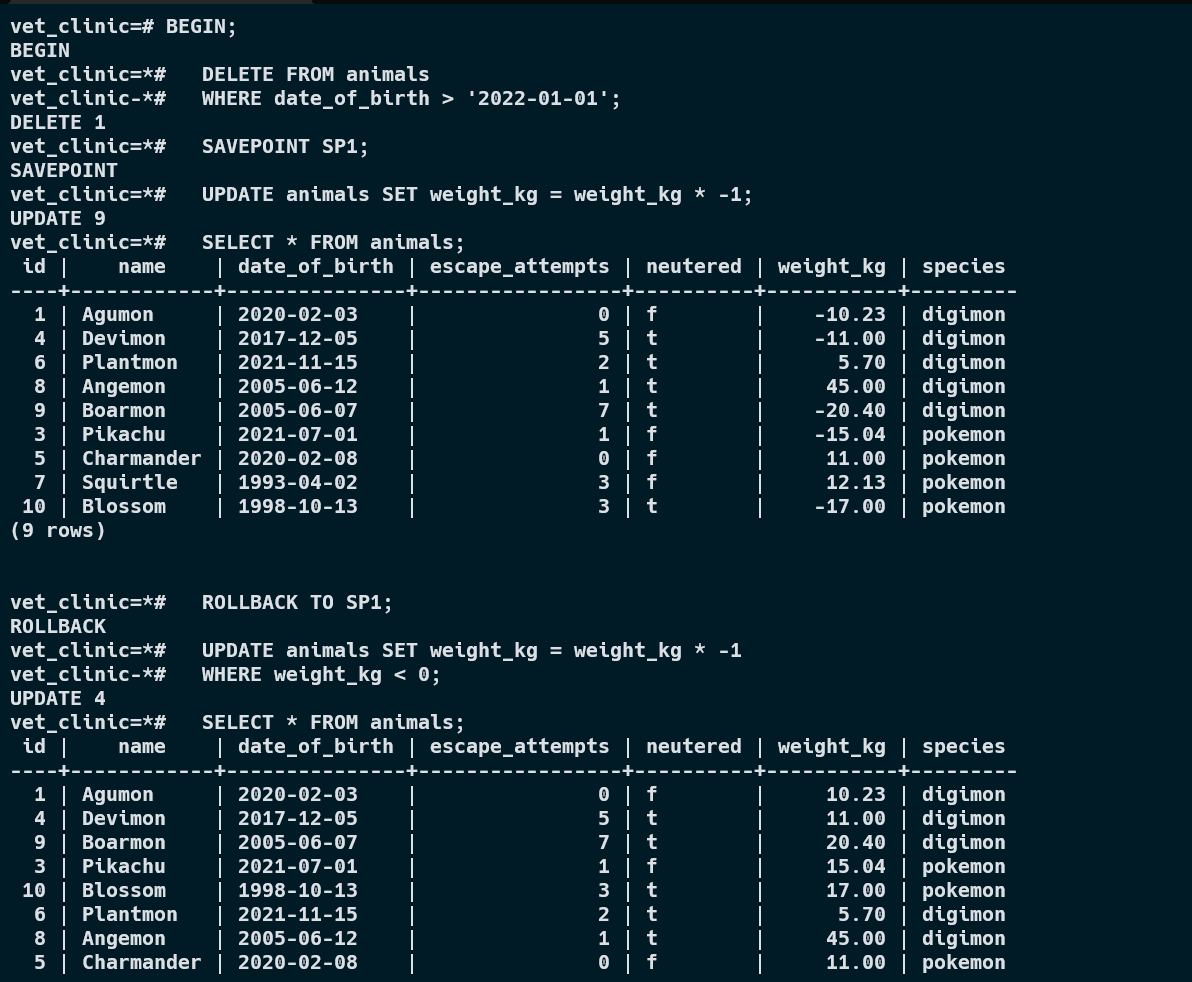 vet_clinic=# BEGIN;
BEGIN
vet_clinic=*#   DELETE FROM animals
vet_clinic-*#   WHERE date_of_birth > '2022-01-01';
DELETE 1
vet_clinic=*#   SAVEPOINT SP1;
SAVEPOINT
vet_clinic=*#   UPDATE animals SET weight_kg = weight_kg * -1;
UPDATE 9
vet_clinic=*#   SELECT * FROM animals;
 id |    name    | date_of_birth | escape_attempts | neutered | weight_kg | species
----+------------+---------------+-----------------+----------+-----------+---------
  1 | Agumon     | 2020-02-03    |               0 | f        |    -10.23 | digimon
  4 | Devimon    | 2017-12-05    |               5 | t        |    -11.00 | digimon
  6 | Plantmon   | 2021-11-15    |               2 | t        |      5.70 | digimon
  8 | Angemon    | 2005-06-12    |               1 | t        |     45.00 | digimon
  9 | Boarmon    | 2005-06-07    |               7 | t        |    -20.40 | digimon
  3 | Pikachu    | 2021-07-01    |               1 | f        |    -15.04 | pokemon
  5 | Charmander | 2020-02-08    |               0 | f        |     11.00 | pokemon
  7 | Squirtle   | 1993-04-02    |               3 | f        |     12.13 | pokemon
 10 | Blossom    | 1998-10-13    |               3 | t        |    -17.00 | pokemon
(9 rows)
vet_clinic=*#   ROLLBACK TO SP1;
ROLLBACK
vet_clinic=*#   UPDATE animals SET weight_kg = weight_kg * -1
vet_clinic-*#   WHERE weight_kg < 0;
UPDATE 4
vet_clinic=*#   SELECT * FROM animals;
 id |    name    | date_of_birth | escape_attempts | neutered | weight_kg | species
----+------------+---------------+-----------------+----------+-----------+---------
  1 | Agumon     | 2020-02-03    |               0 | f        |     10.23 | digimon
  4 | Devimon    | 2017-12-05    |               5 | t        |     11.00 | digimon
  9 | Boarmon    | 2005-06-07    |               7 | t        |     20.40 | digimon
  3 | Pikachu    | 2021-07-01    |               1 | f        |     15.04 | pokemon
 10 | Blossom    | 1998-10-13    |               3 | t        |     17.00 | pokemon
  6 | Plantmon   | 2021-11-15    |               2 | t        |      5.70 | digimon
  8 | Angemon    | 2005-06-12    |               1 | t        |     45.00 | digimon
  5 | Charmander | 2020-02-08    |               0 | f        |     11.00 | pokemon